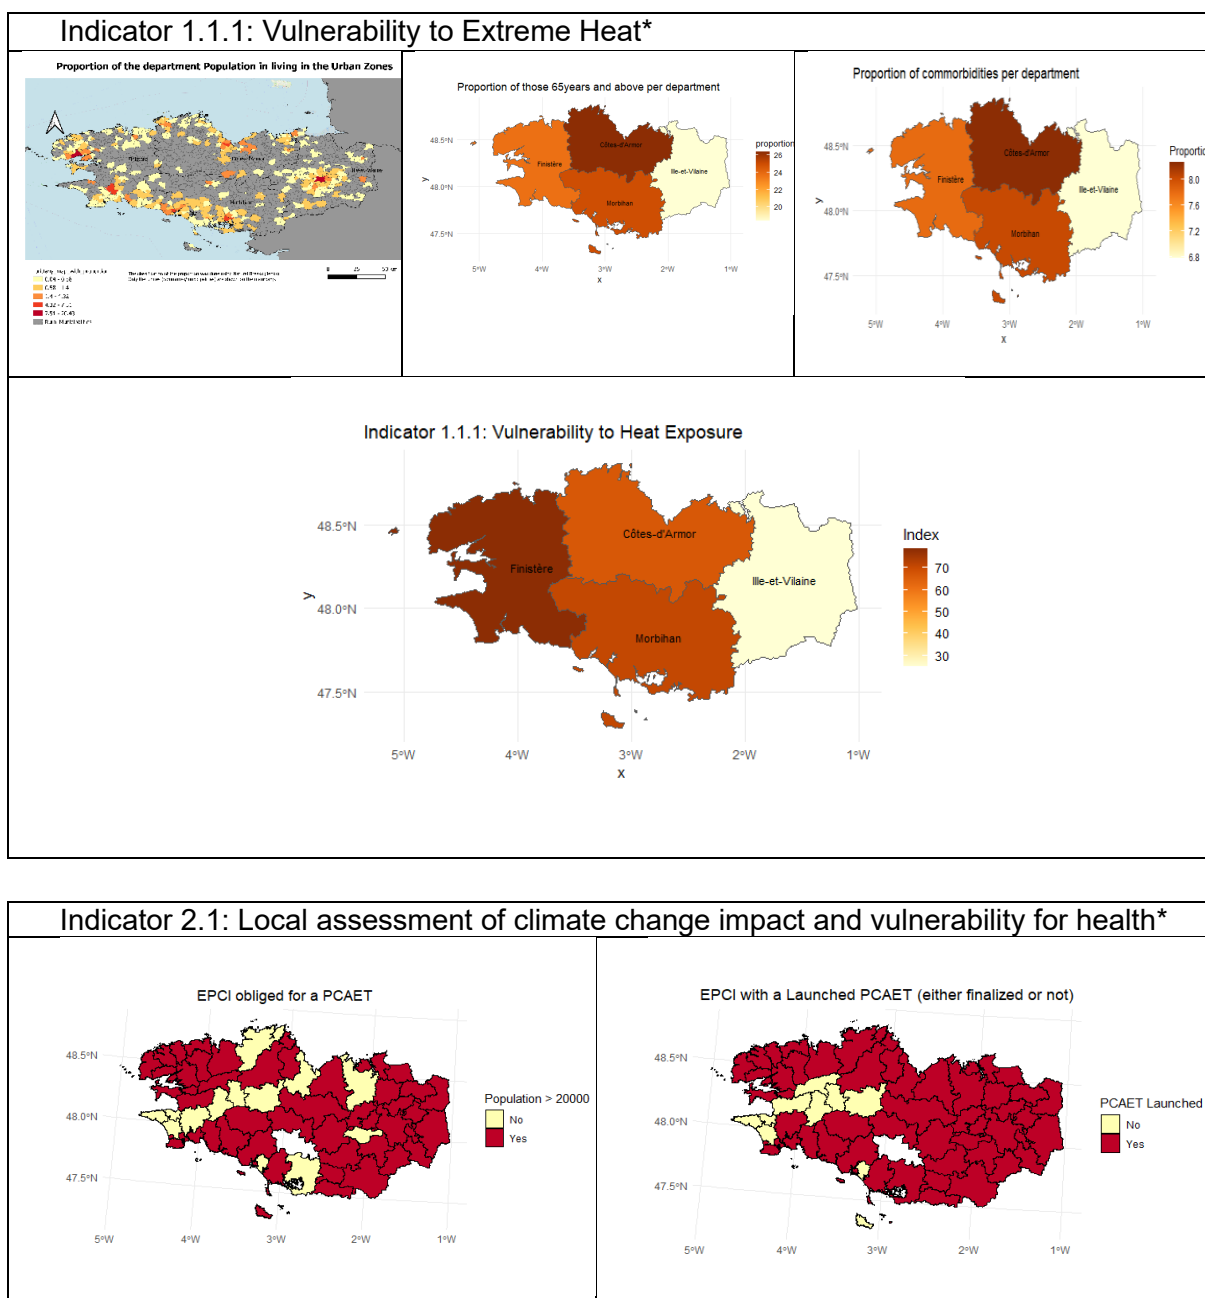 Indicator 1.1.1: Vulnerability to Extreme Heat*
Proportion of the department Population in living in the Urban Zones
7.51 - 20.43
0
25
50
Proportion of those 65years and above per department
48.5°N
48.0°N
47.5°N
y
Finistère
Côtes-d'Armor
Morbihan
Ille-et-Vilaine
proportion
26
24
22
20
5°W
4°W
3°W
2°W
1°W
x
Proportion of commorbidities per department
48.5°N
48.0°N
47.5°N
y
Finistère
Côtes-d'Armor
Morbihan
Ille-et-Vilaine
Proportio
8.0
7.6
7.2
6.8
5°W
4°W
3°W
2°W
1°W
x
Indicator 1.1.1: Vulnerability to Heat Exposure
48.5°N
48.0°N
47.5°N
y
Finistère
Côtes-d'Armor
Morbihan
Ille-et-Vilaine
Index
70
60
50
40
30
5°W
4°W
3°W
2°W
1°W
x
Indicator 2.1: Local assessment of climate change impact and vulnerability for health*
EPCI obliged for a PCAET
48.5°N
48.0°N
47.5°N
Population > 20000
No
Yes
5°W
4°W
3°W
2°W
1°W
EPCI with a Launched PCAET (either finalized or not)
48.5°N
48.0°N
47.5°N
PCAET Launched
No
Yes
5°W
4°W
3°W
2°W
1°W